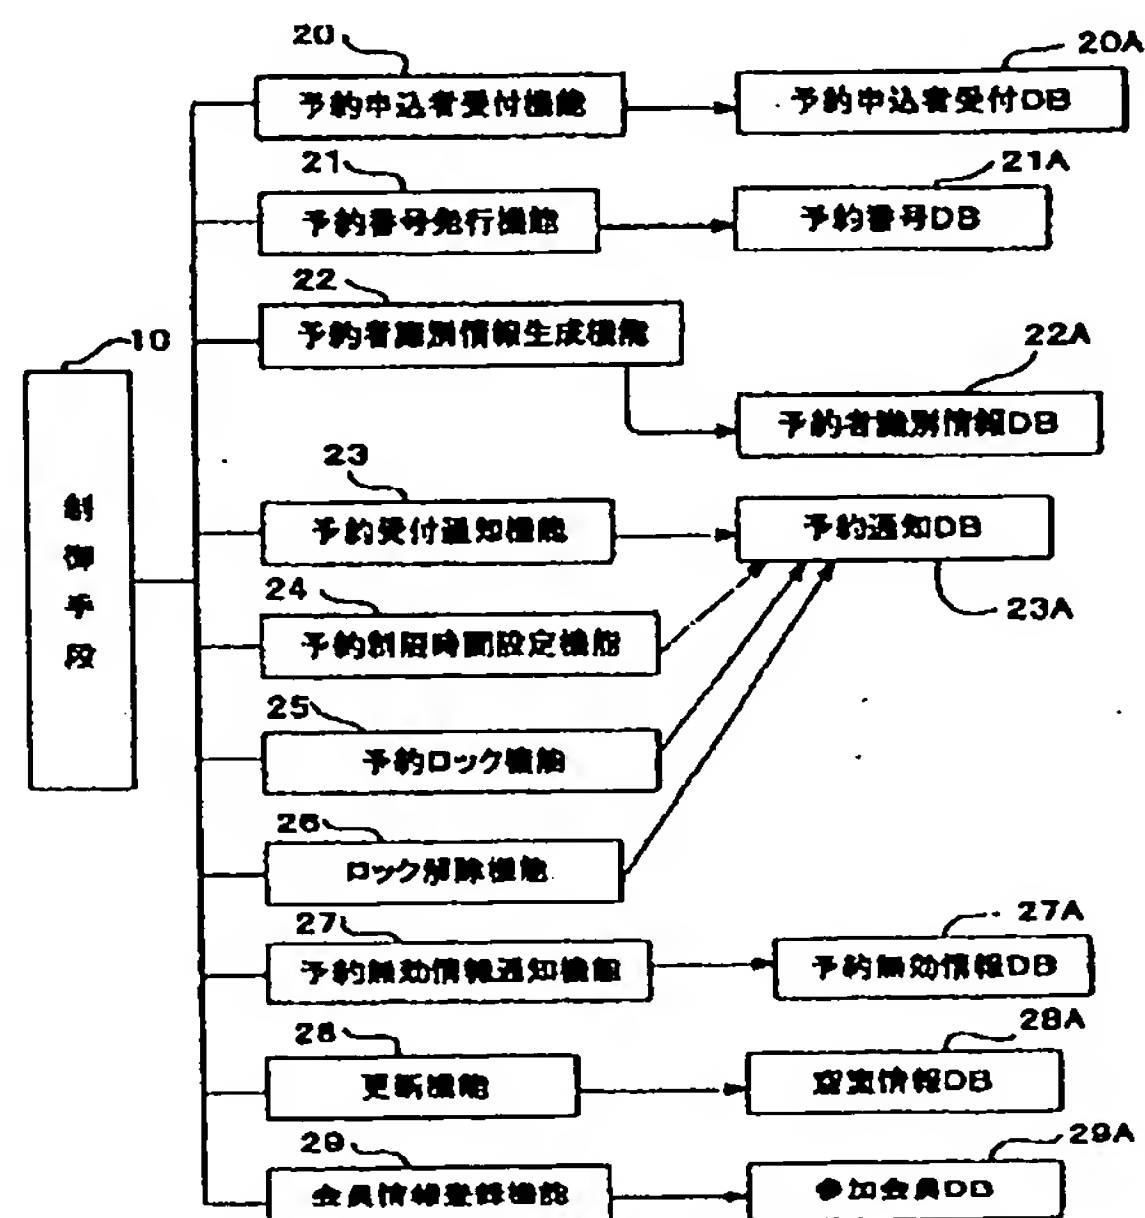 20
20A
予約申込者受付機能
予約申込者受付DB
21
21A
予約番号発行機能
予約番号DB
22
予約者識別情報生成機能
22A
予約者識別情報DB
10
制御手段
23
予約受付通知機能
予約通知DB
23A
24
予約制限時間設定機能
25
予約ロック機能
26
ロック解除機能
27
27A
予約無効情報通知機能
予約無効情報DB
28
28A
更新機能
空室情報DB
29
29A
会員情報登録機能
参加会員DB